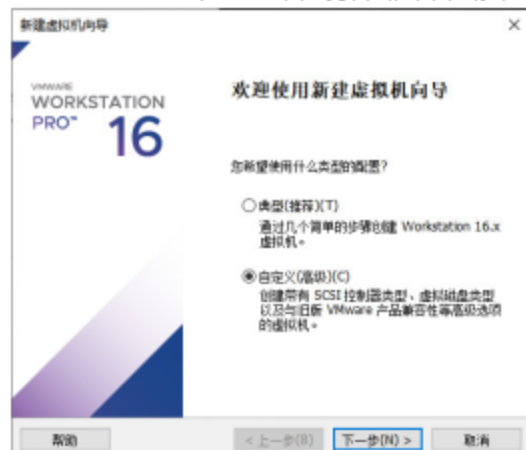 新建虚拟机向导
VMWARE
WORKSTATION
PRO™
16
欢迎使用新建虚拟机向导
您希望使用什么类型的配置?
典型(推荐)(T)
通过几个简单的步骤创建 Workstation 16.x
虚拟机。
自定义(高级)(C)
创建带有 SCSI 控制器类型、虚拟磁盘类型
以及与旧版 VMware 产品兼容性等高级选项
的虚拟机。
帮助
< 上一步(B)
下一步(N) >
取消